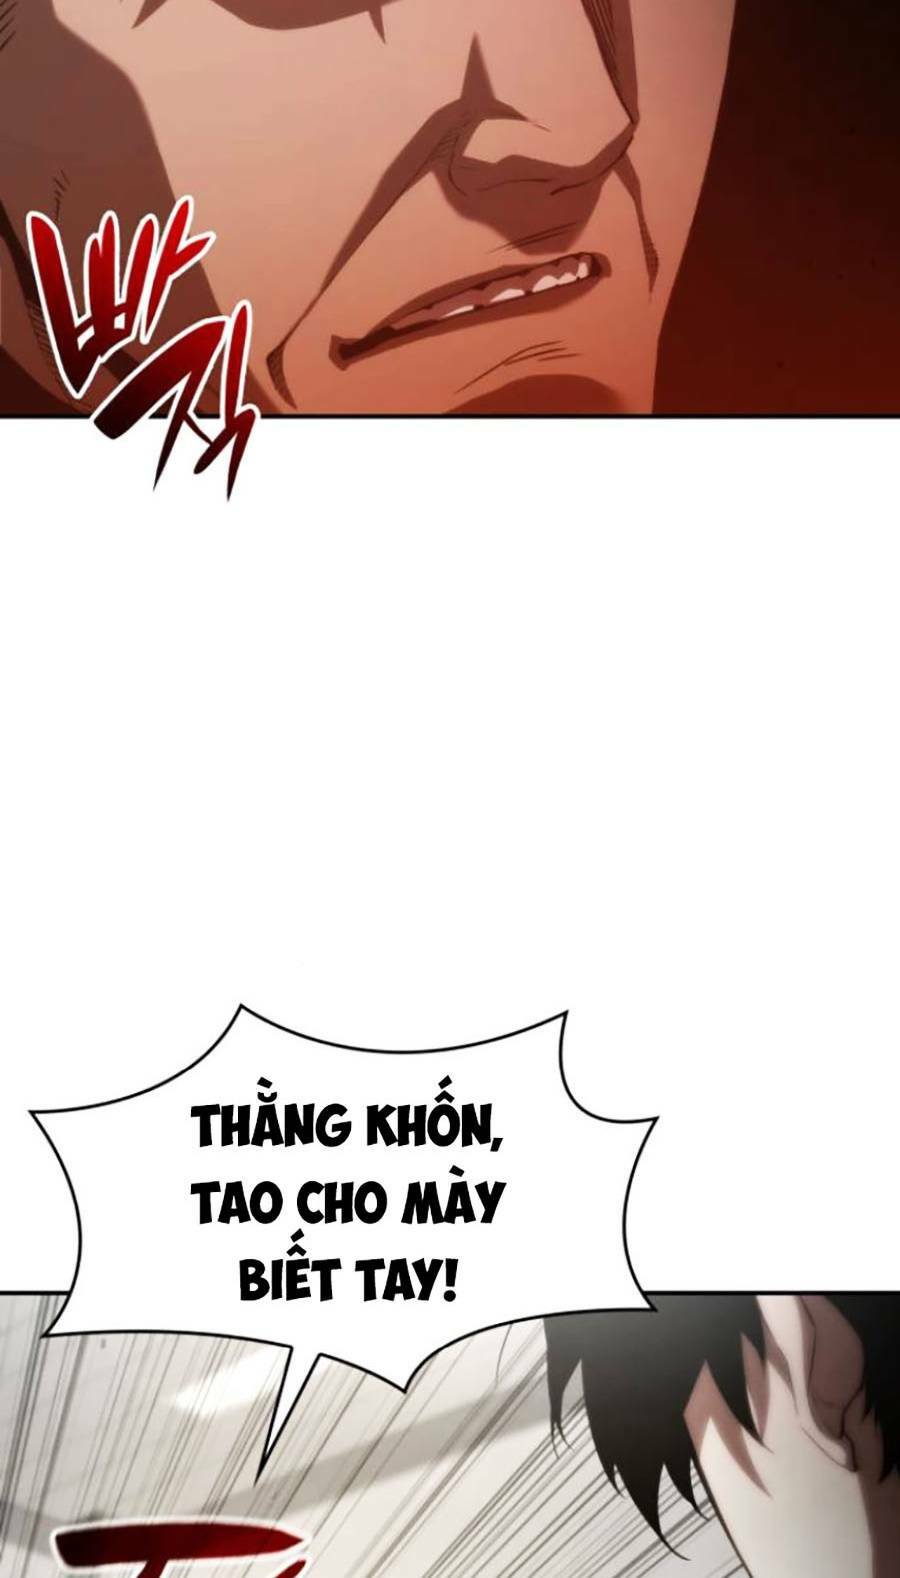 빠
직
THẰNG KHỐN,
TAO CHO MÀY
BIẾT TAY!